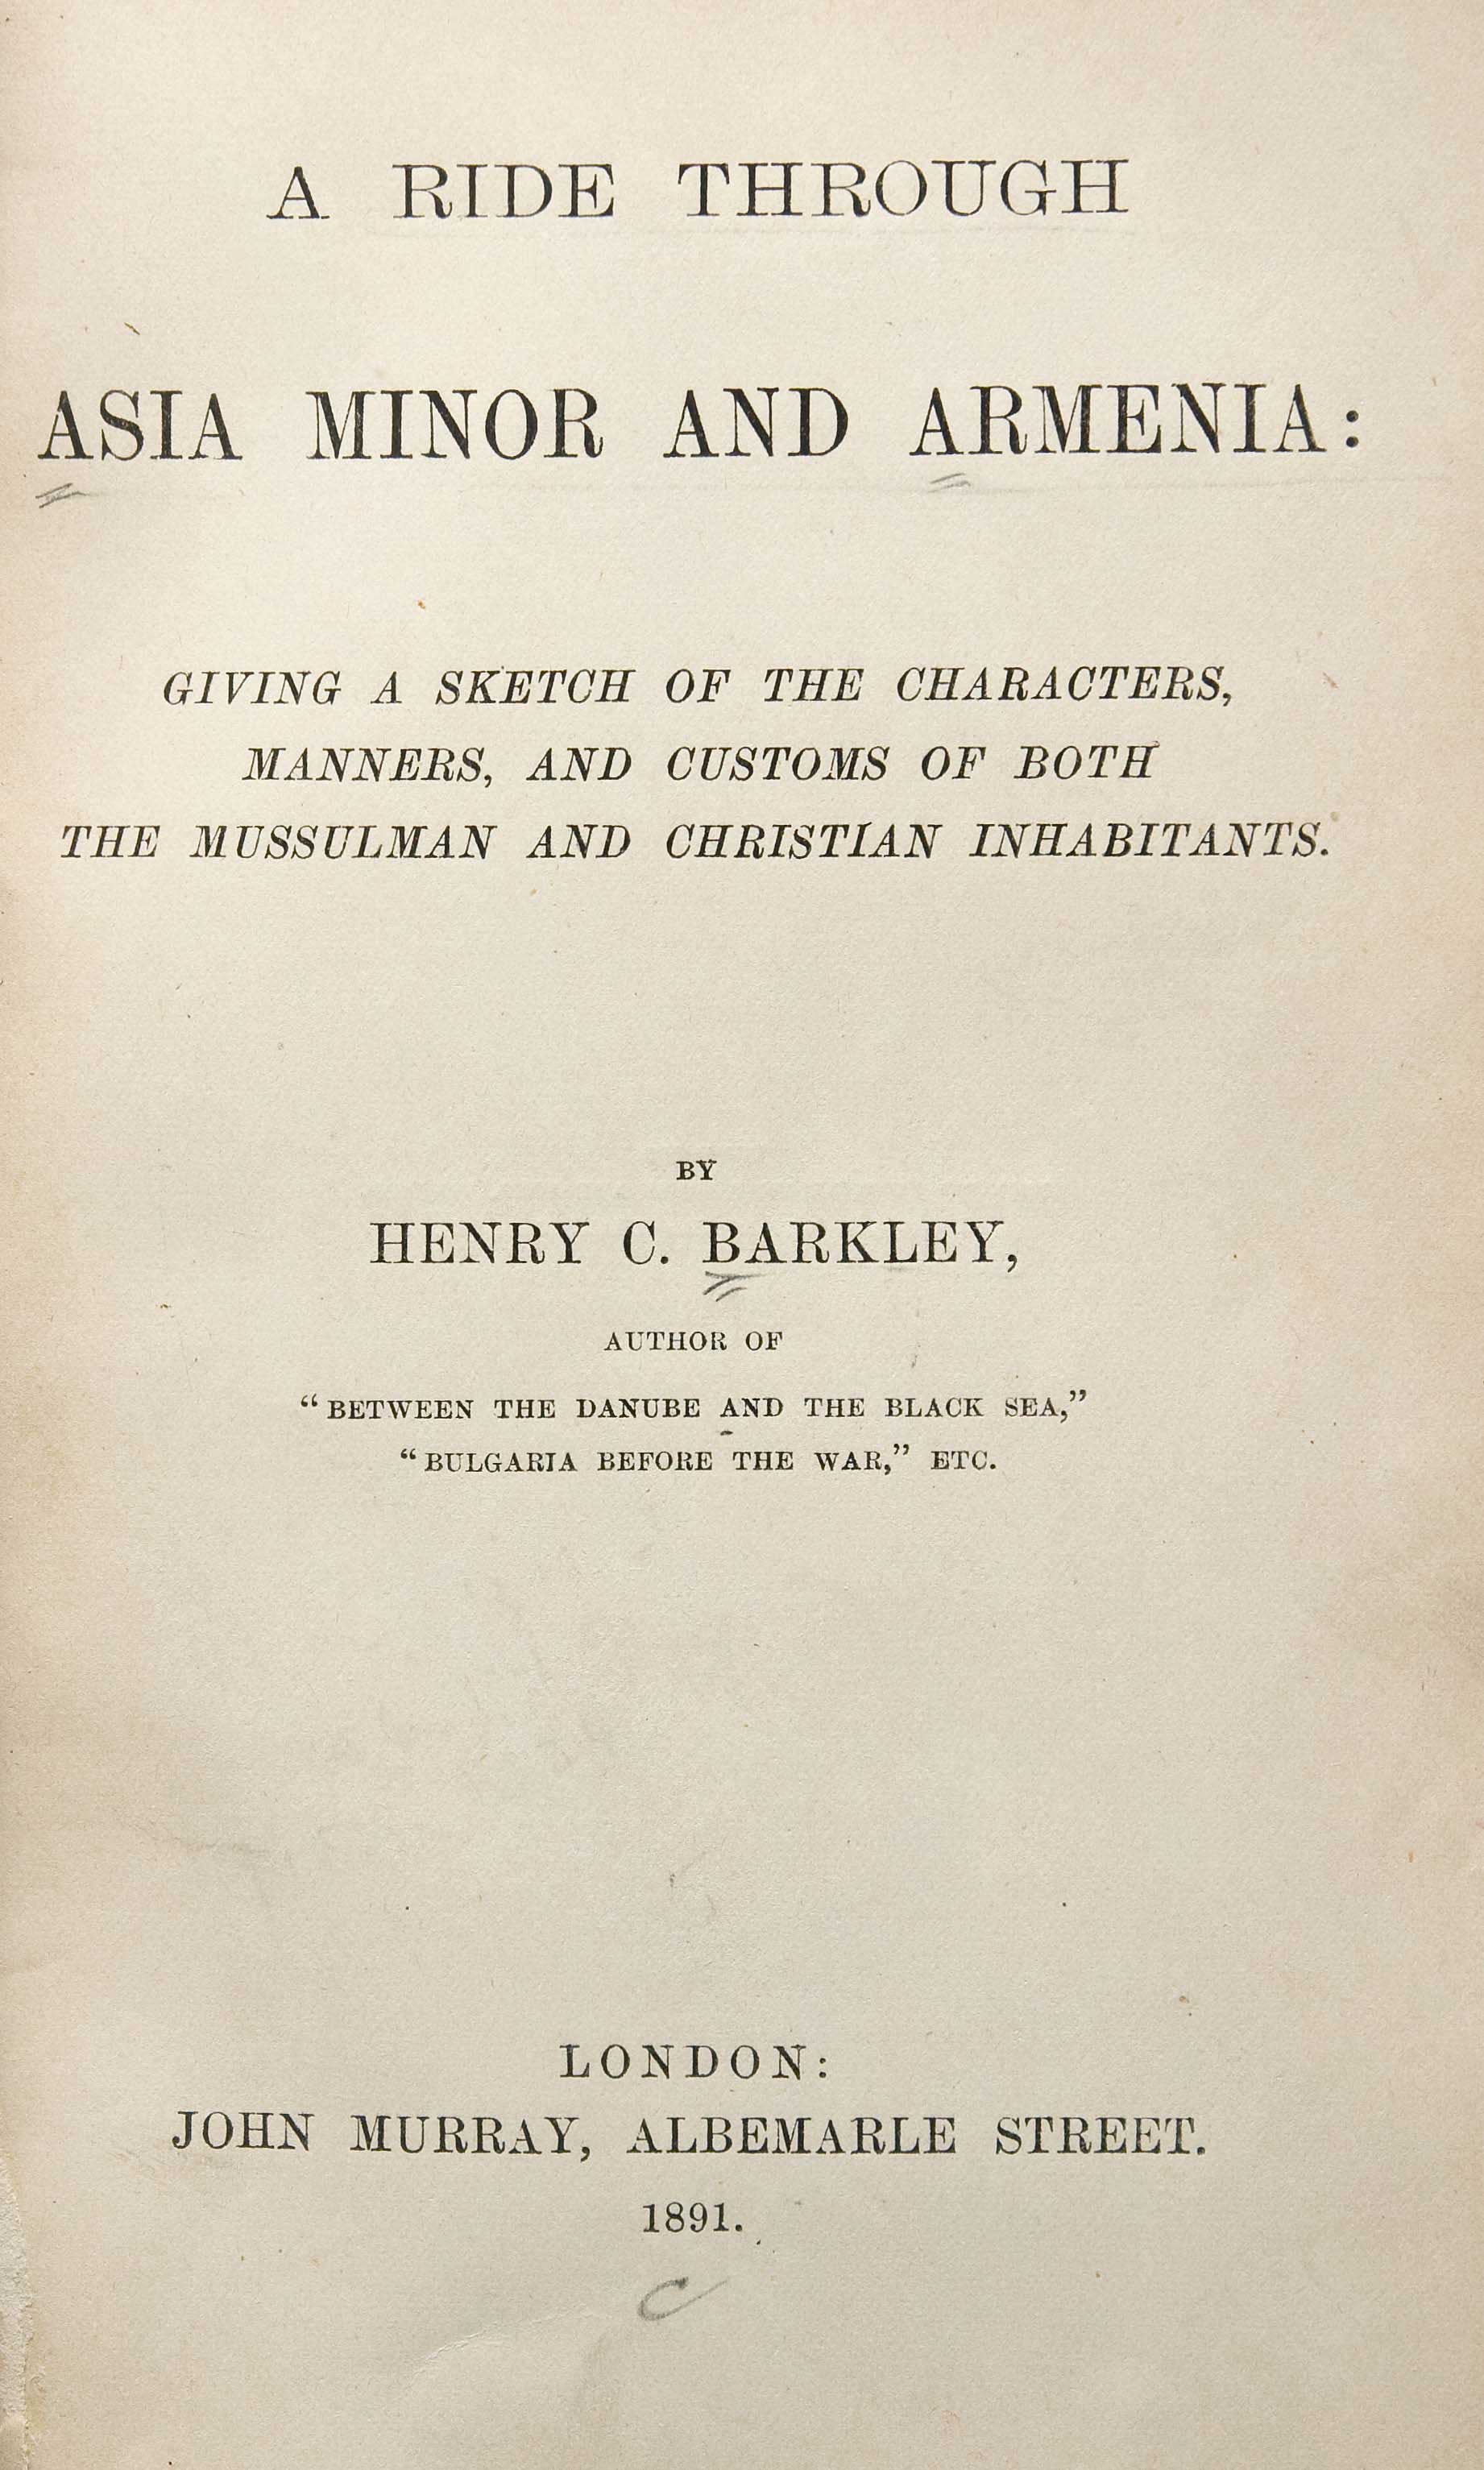 A RIDE THROUGH
ASIA MINOR AND ARMENIA:
GIVING A SKETCH OF THE CHARACTERS,
MANNERS, AND CUSTOMS OF BOTH
THE MUSSULMAN AND CHRISTIAN INHABITANTS.
BY
HENRY C. BARKLEY,
AUTHOR OF
“BETWEEN THE DANUBE AND THE BLACK SEA,”
“BULGARIA BEFORE THE WAR,” ETC.
LONDON:
JOHN MURRAY, ALBEMARLE STREET.
1891.
C